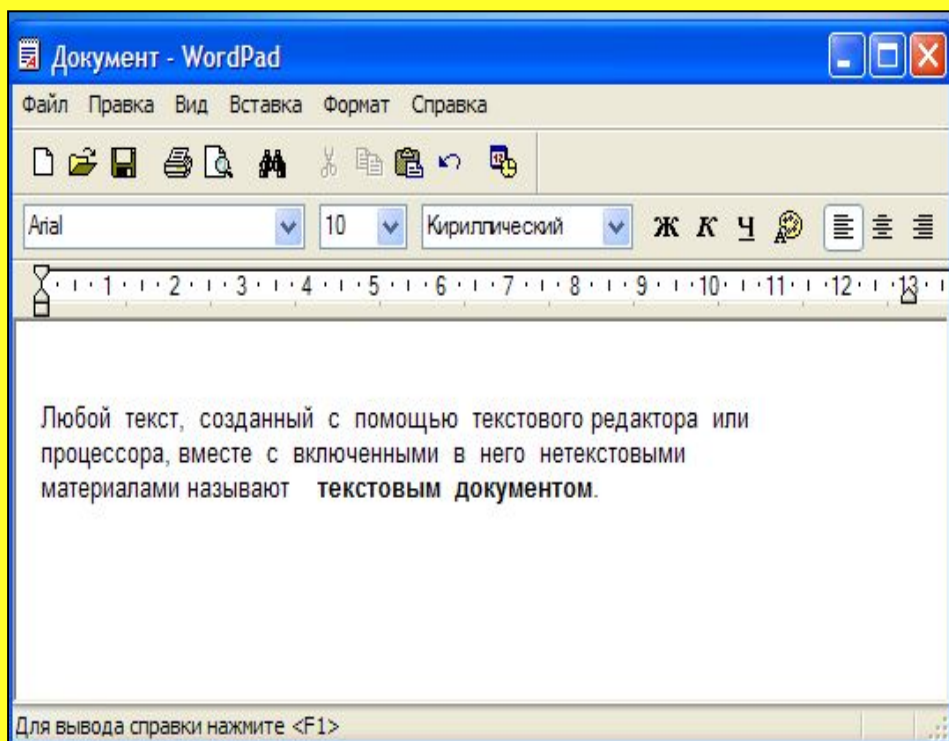 Документ - WordPad
Файл Правка Вид Вставка Формат Справка
Arial 10 Кириллический Ж К Ч
1 2 3 4 5 6 7 8 9 10 11 12 13
Любой текст, созданный с помощью текстового редактора или
процессора, вместе с включенными в него нетекстовыми
материалами называют текстовым документом.
Для вывода справки нажмите <F1>